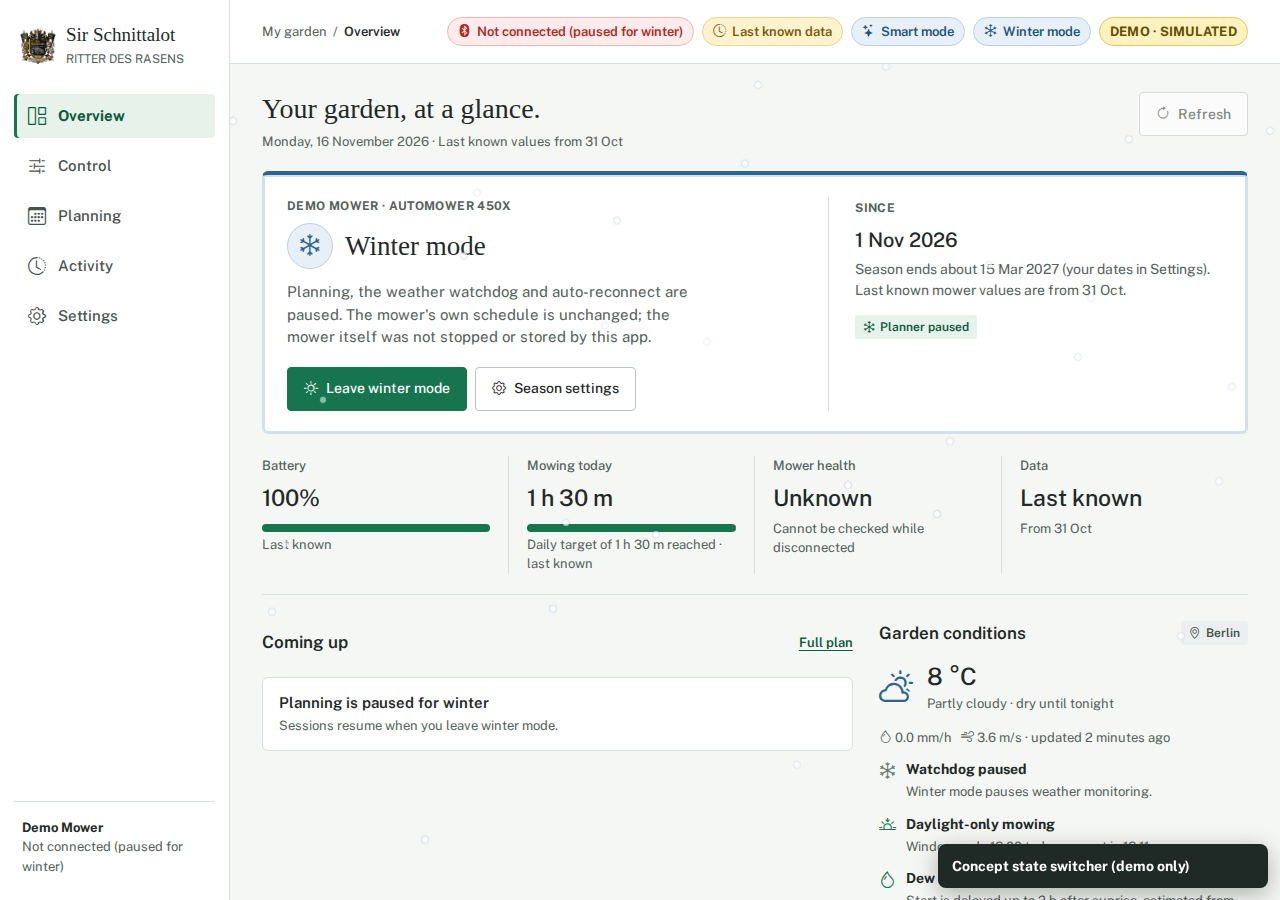 Sir Schnittalot
RITTER DES RASENS
Overview
Control
Planning
Activity
Settings
Demo Mower
Not connected (paused for
winter)
My garden / Overview
Not connected (paused for winter)
Last known data
Smart mode
Winter mode
DEMO · SIMULATED
Your garden, at a glance.
Monday, 16 November 2026 · Last known values from 31 Oct
Refresh
DEMO MOWER · AUTOMOWER 450X
Winter mode
Planning, the weather watchdog and auto-reconnect are
paused. The mower's own schedule is unchanged; the
mower itself was not stopped or stored by this app.
Leave winter mode
Season settings
SINCE
1 Nov 2026
Season ends about 15 Mar 2027 (your dates in Settings).
Last known mower values are from 31 Oct.
Planner paused
Battery
100%
Last known
Mowing today
1 h 30 m
Daily target of 1 h 30 m reached ·
last known
Mower health
Unknown
Cannot be checked while
disconnected
Data
Last known
From 31 Oct
Coming up
Full plan
Planning is paused for winter
Sessions resume when you leave winter mode.
Garden conditions
Berlin
8 °C
Partly cloudy · dry until tonight
0.0 mm/h 3.6 m/s · updated 2 minutes ago
Watchdog paused
Winter mode pauses weather monitoring.
Daylight-only mowing
Dew
Concept state switcher (demo only)